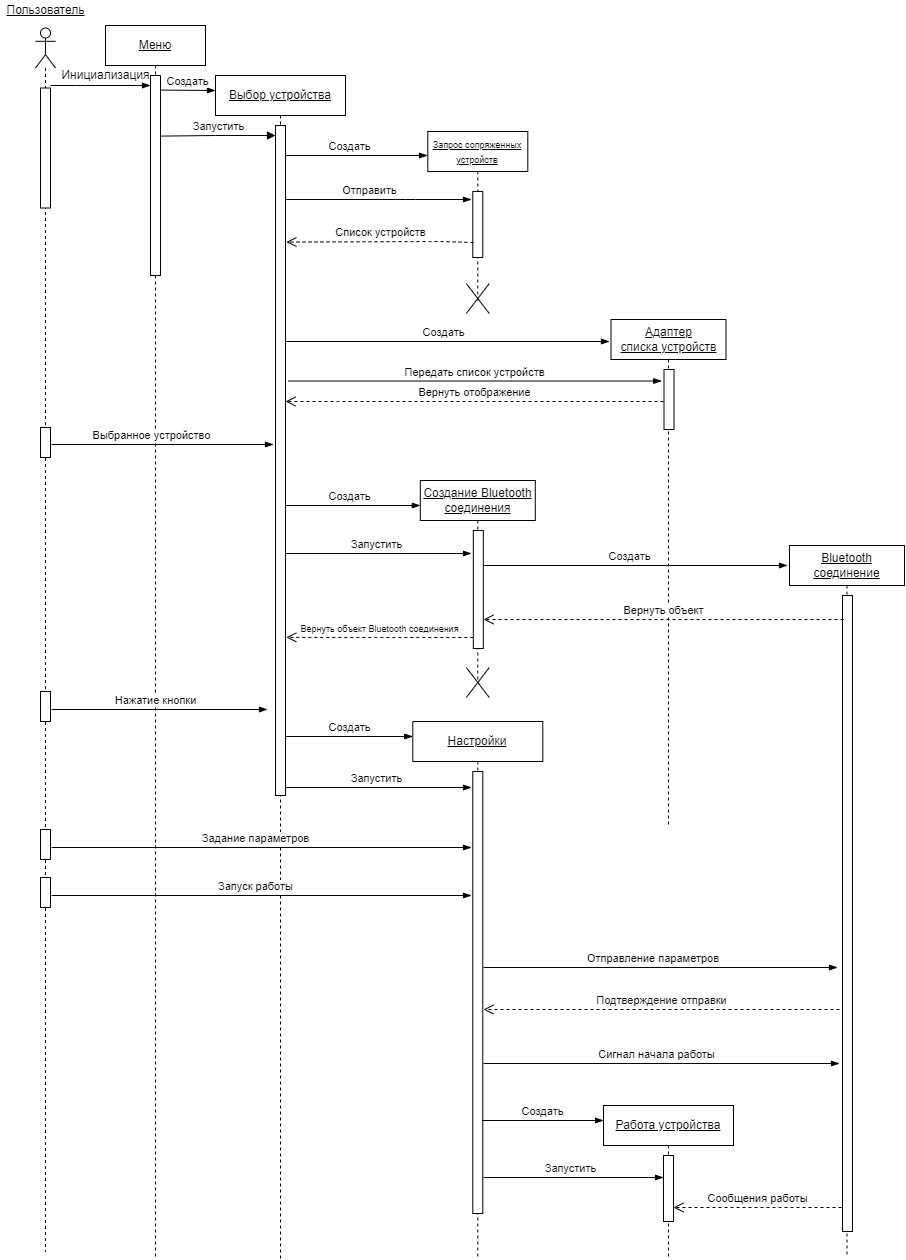 Пользователь
Меню
Инициализация
Создать
Выбор устройства
Запустить
Создать
Запрос сопряженных
устройств
Отправить
Список устройств
Создать
Адаптер
списка устройств
Передать список устройств
Вернуть отображение
Выбранное устройство
Создать
Создание Bluetooth
соединения
Запустить
Создать
Bluetooth
соединение
Вернуть объект
Вернуть объект Bluetooth соединения
Нажатие кнопки
Создать
Настройки
Запустить
Задание параметров
Запуск работы
Отправление параметров
Подтверждение отправки
Сигнал начала работы
Создать
Работа устройства
Запустить
Сообщения работы